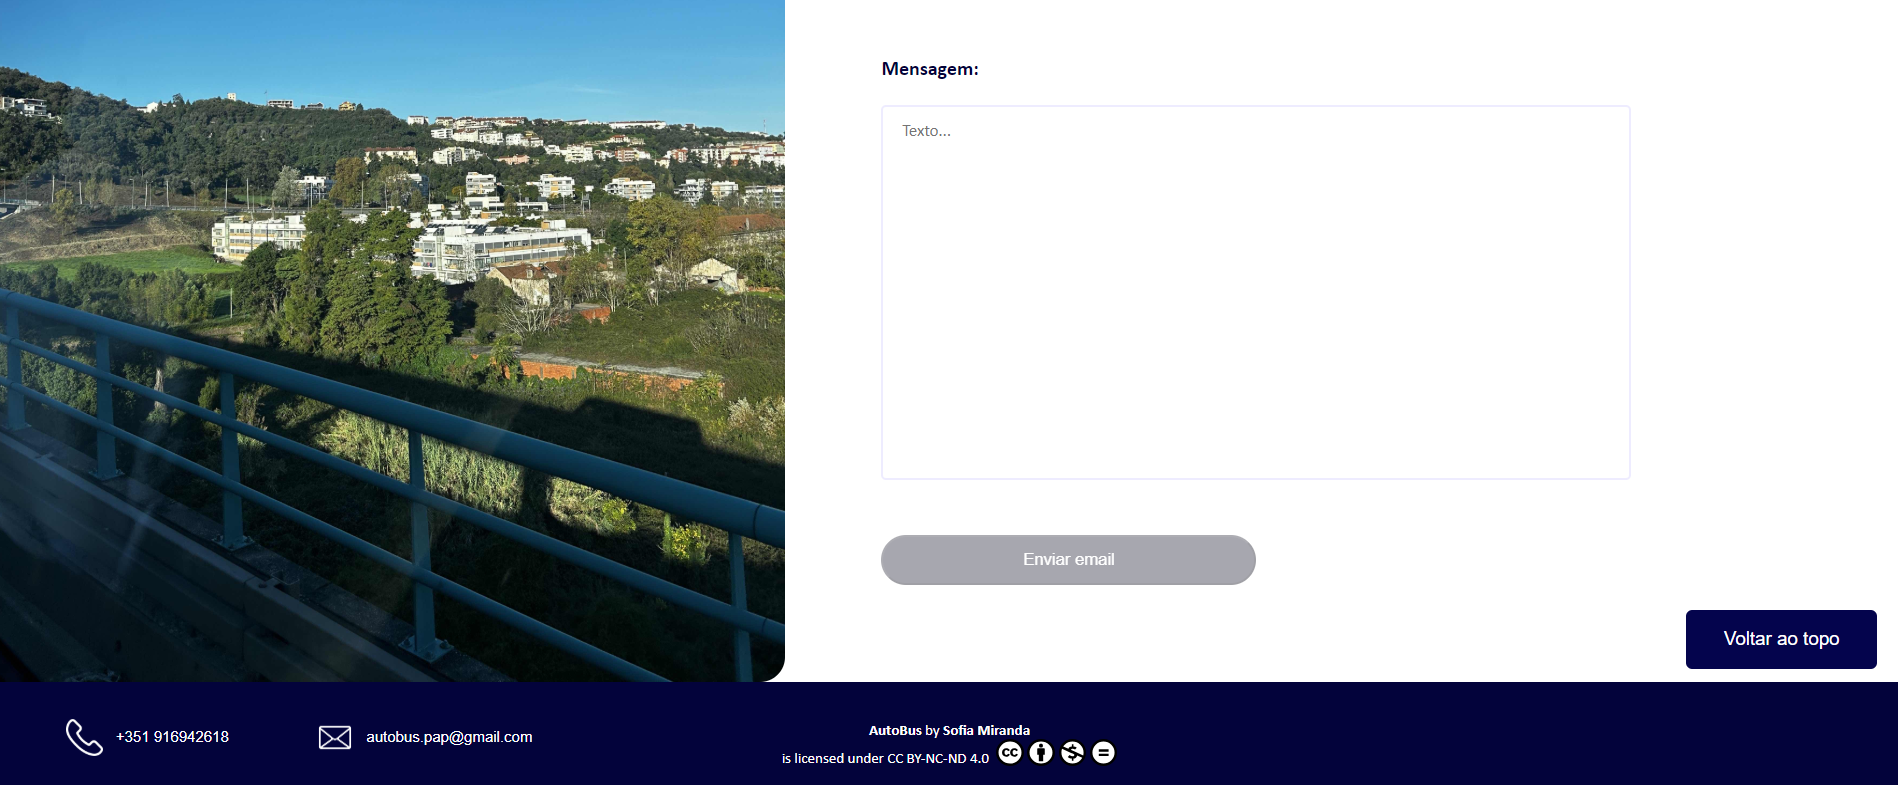 Mensagem:
Texto...
Enviar email
Voltar ao topo
+351 916942618
autobus.pap@gmail.com
AutoBus by Sofia Miranda
is licensed under CC BY-NC-ND 4.0